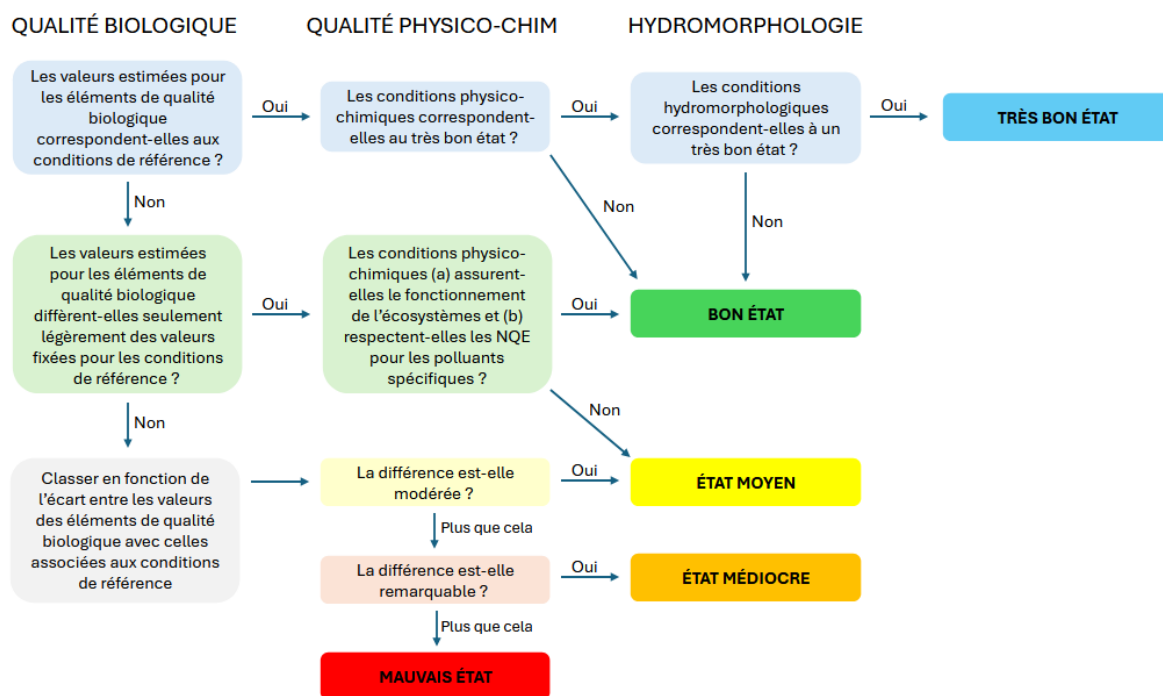 QUALITÉ BIOLOGIQUE
QUALITÉ PHYSICO-CHIM
HYDROMORPHOLOGIE
Les valeurs estimées pour
les éléments de qualité
biologique
correspondent-elles aux
conditions de référence ?
Oui
Les conditions physico-
chimiques correspondent-
elles au très bon état ?
Oui
Les conditions
hydromorphologiques
correspondent-elles à un
très bon état ?
Oui
TRÈS BON ÉTAT
Non
Non
Non
Les valeurs estimées
pour les éléments de
qualité biologique
diffèrent-elles seulement
légèrement des valeurs
fixées pour les conditions
de référence ?
Oui
Les conditions physico-
chimiques (a) assurent-
elles le fonctionnement
de l'écosystèmes et (b)
respectent-elles les NQE
pour les polluants
spécifiques ?
Oui
BON ÉTAT
Non
Non
Classer en fonction de
l'écart entre les valeurs
des éléments de qualité
biologique avec celles
associées aux conditions
de référence
La différence est-elle
modérée ?
Oui
ÉTAT MOYEN
Plus que cela
La différence est-elle
remarquable ?
Oui
ÉTAT MÉDIOCRE
Plus que cela
MAUVAIS ÉTAT